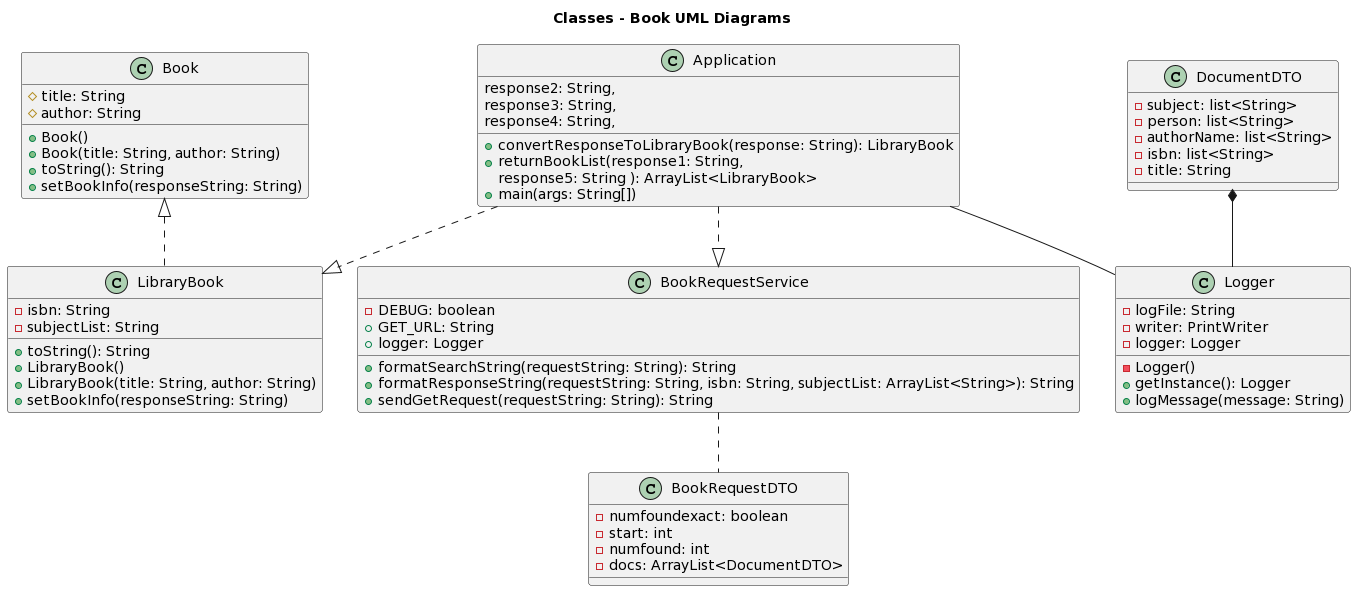 Classes - Book UML Diagrams
C Book
title: String
author: String
Book()
Book(title: String, author: String)
toString(): String
setBookInfo(responseString: String)
C Application
response2: String,
response3: String,
response4: String,
convertResponseToLibraryBook(response: String): LibraryBook
returnBookList(response1: String,
response5: String ): ArrayList<LibraryBook>
main(args: String[])
C DocumentDTO
subject: list<String>
person: list<String>
authorName: list<String>
isbn: list<String>
title: String
C LibraryBook
isbn: String
subjectList: String
toString(): String
LibraryBook()
LibraryBook(title: String, author: String)
setBookInfo(responseString: String)
C BookRequestService
DEBUG: boolean
GET_URL: String
logger: Logger
formatSearchString(requestString: String): String
formatResponseString(requestString: String, isbn: String, subjectList: ArrayList<String>): String
sendGetRequest(requestString: String): String
C Logger
logFile: String
writer: PrintWriter
logger: Logger
Logger()
getInstance(): Logger
logMessage(message: String)
C BookRequestDTO
numfoundexact: boolean
start: int
numfound: int
docs: ArrayList<DocumentDTO>